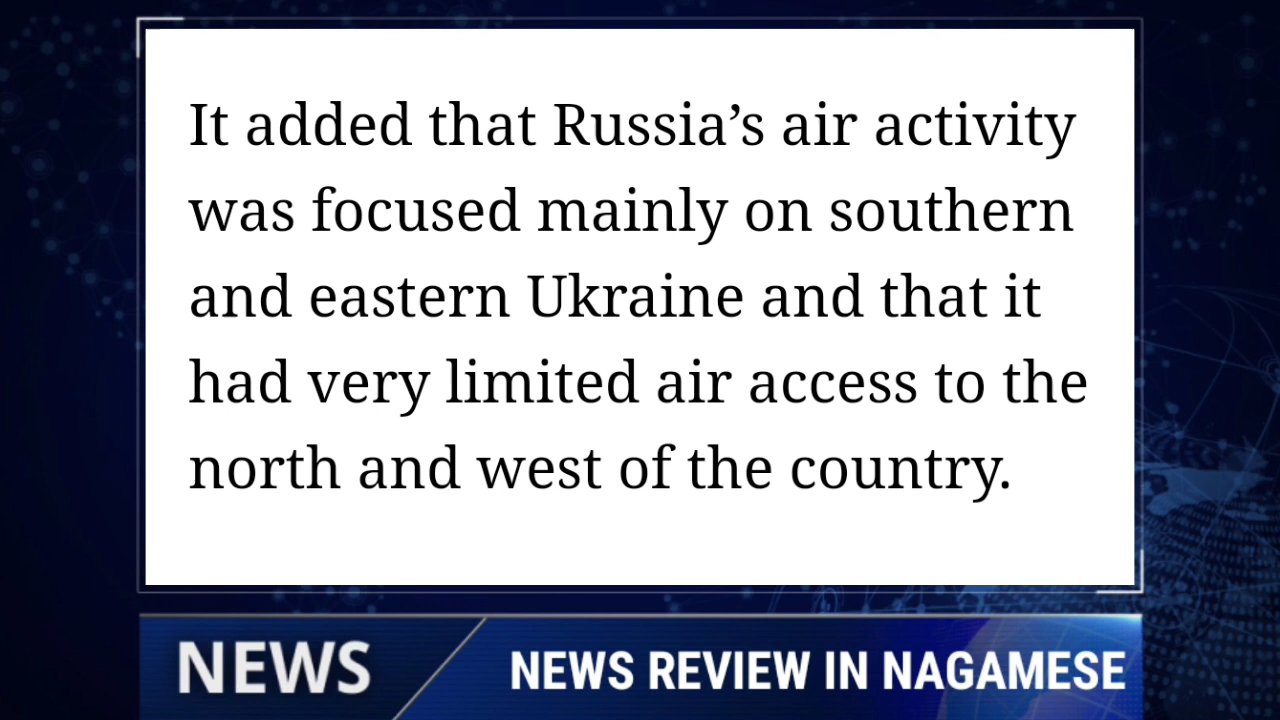 It added that Russia’s air activity
was focused mainly on southern
and eastern Ukraine and that it
had very limited air access to the
north and west of the country.
NEWS
NEWS REVIEW IN NAGAMESE